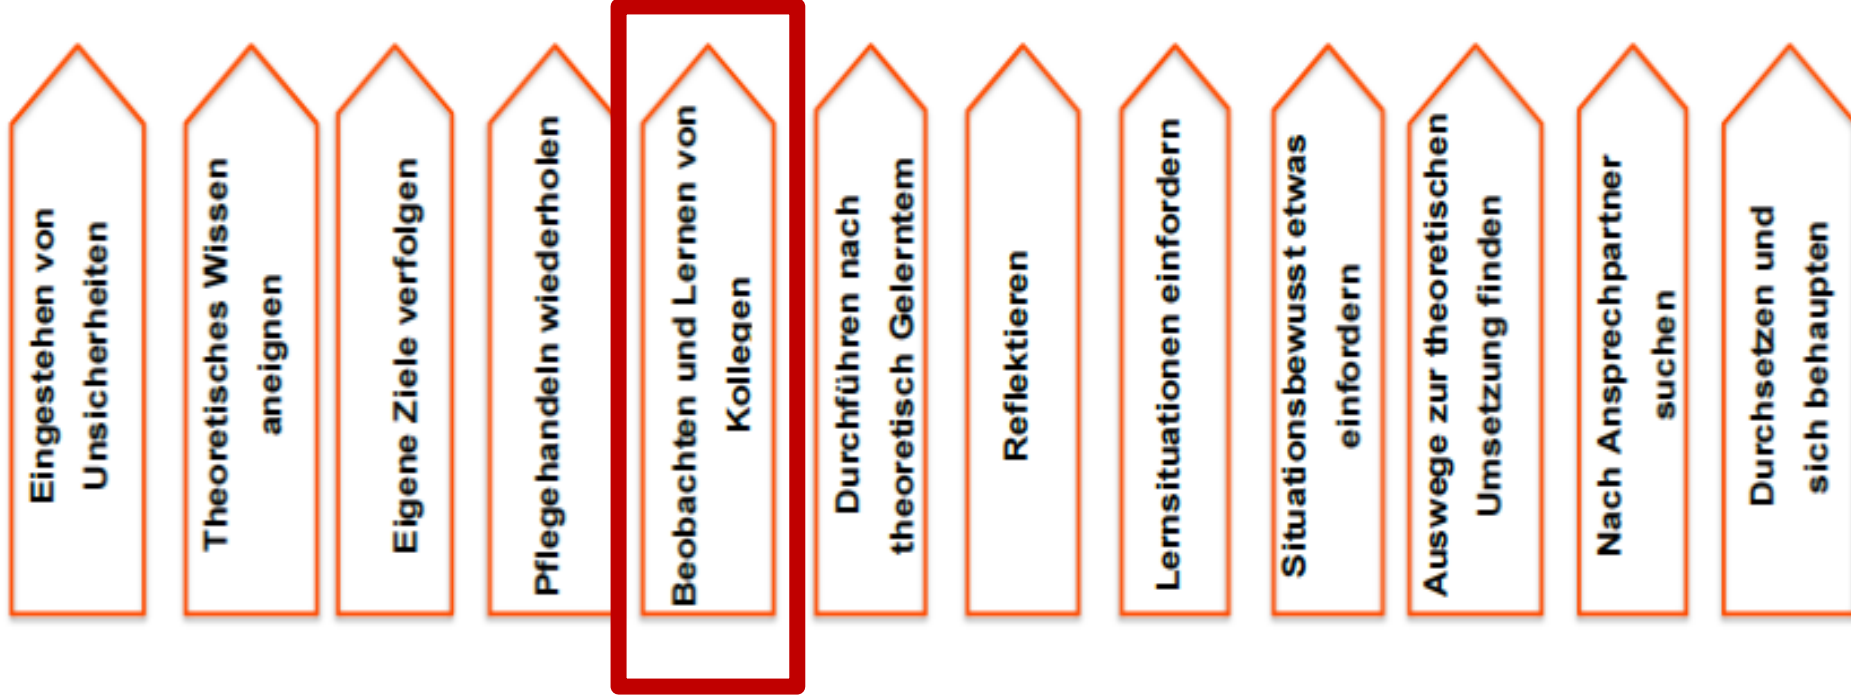 Eingestehen von
Unsicherheiten
Theoretisches Wissen
aneignen
Eigene Ziele verfolgen
Pflegehandeln wiederholen
Beobachten und Lernen von
Kollegen
Durchführen nach
theoretisch Gelerntem
Reflektieren
Lernsituationen einfordern
Situationsbewusst etwas
einfordern
Auswege zur theoretischen
Umsetzung finden
Nach Ansprechpartner
suchen
Durchsetzen und
sich behaupten